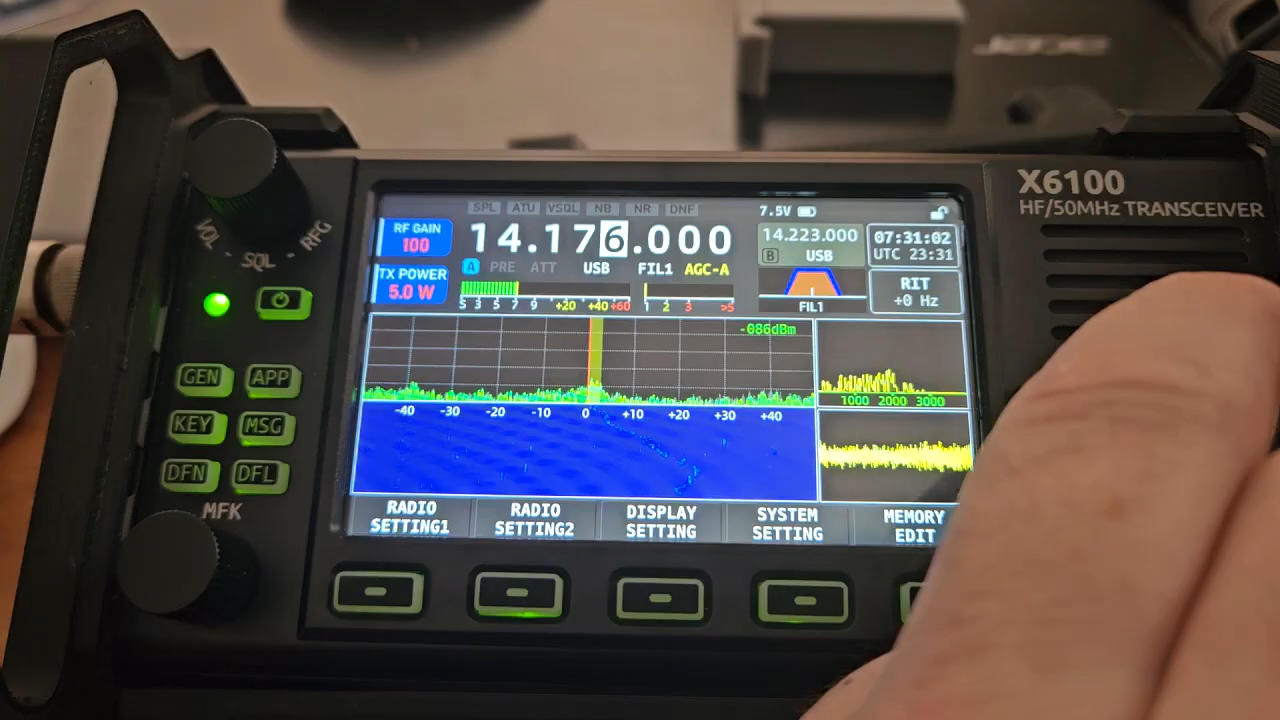 X6100
HF/50MHz TRANSCEIVER
SPL ATU VSQL NB NR DNF 7.5V
RF GAIN
100
14.176.000
14.223.000
B USB
07:31:02
UTC 23:31
TX POWER
5.0 W
A PRE ATT USB FIL1 AGC-A
S 3 5 7 9 +20 +40 +60 1 2 3 >5
FIL1
RIT
+0 Hz
VOL SQL RFG
-086dBm
1000 2000 3000
-40 -30 -20 -10 0 +10 +20 +30 +40
GEN APP
KEY MSG
DFN DFL
MFK
RADIO SETTING1
RADIO SETTING2
DISPLAY SETTING
SYSTEM SETTING
MEMORY EDIT